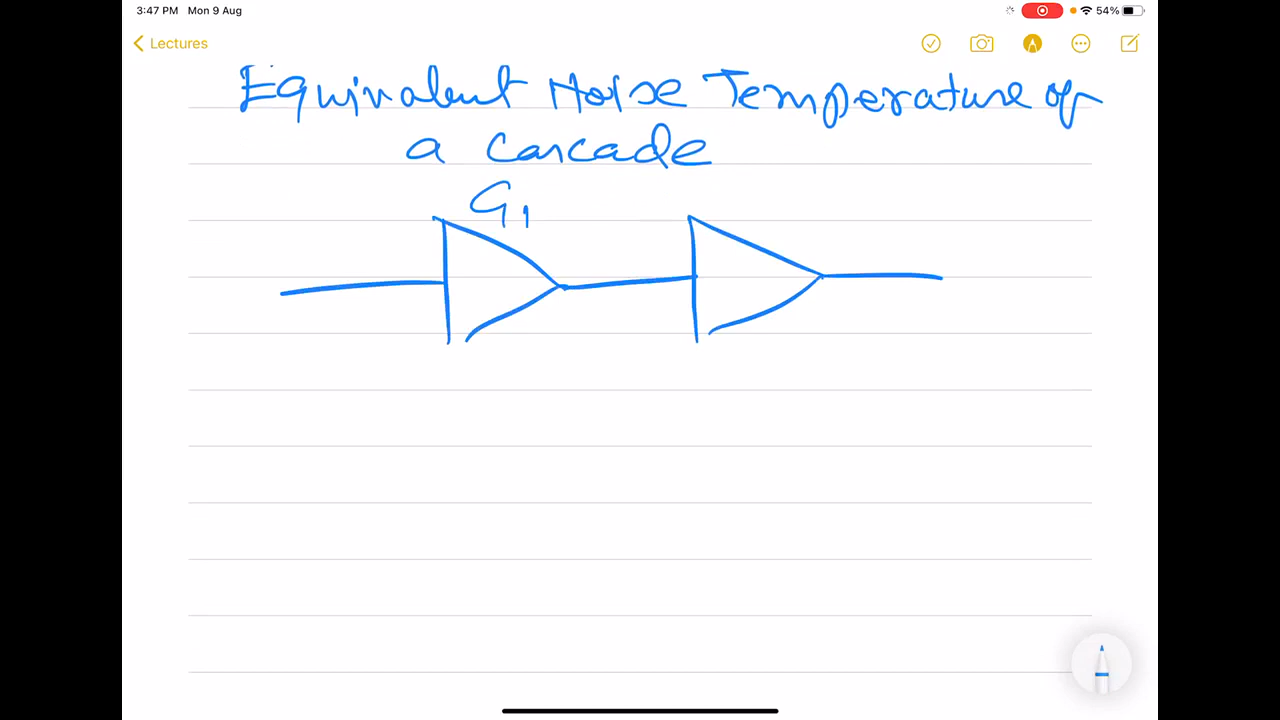 3:47 PM Mon 9 Aug 54%
Lectures
Equivalent Noise Temperature of
a cascade
G1